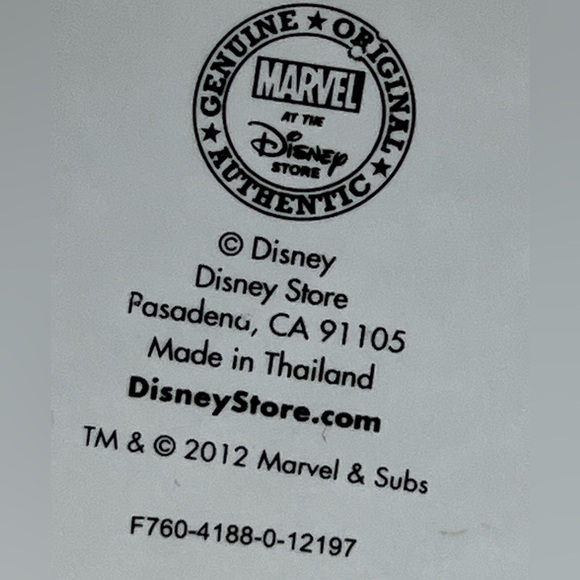 GENUINE ★ ORIGINAL ★ AUTHENTIC ★
MARVEL
AT THE
Disney
STORE
© Disney
Disney Store
Pasadena, CA 91105
Made in Thailand
DisneyStore.com
TM & © 2012 Marvel & Subs
F760-4188-0-12197